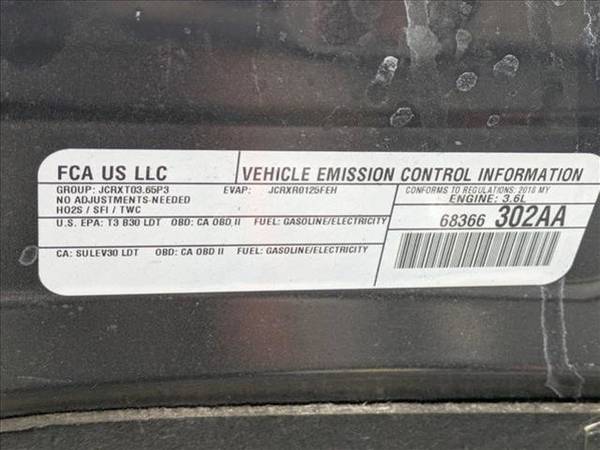 FCA US LLC
VEHICLE EMISSION CONTROL INFORMATION
GROUP: JCRXT03.65P3 EVAP: JCRXR0125FEH
CONFORMS TO REGULATIONS: 2018 MY
NO ADJUSTMENTS-NEEDED
ENGINE: 3.6L
HO2S / SFI / TWC
68366 302AA
U.S. EPA: T3 B30 LDT OBD: CA OBD II FUEL: GASOLINE/ELECTRICITY
CA: SULEV30 LDT OBD: CA OBD II FUEL: GASOLINE/ELECTRICITY